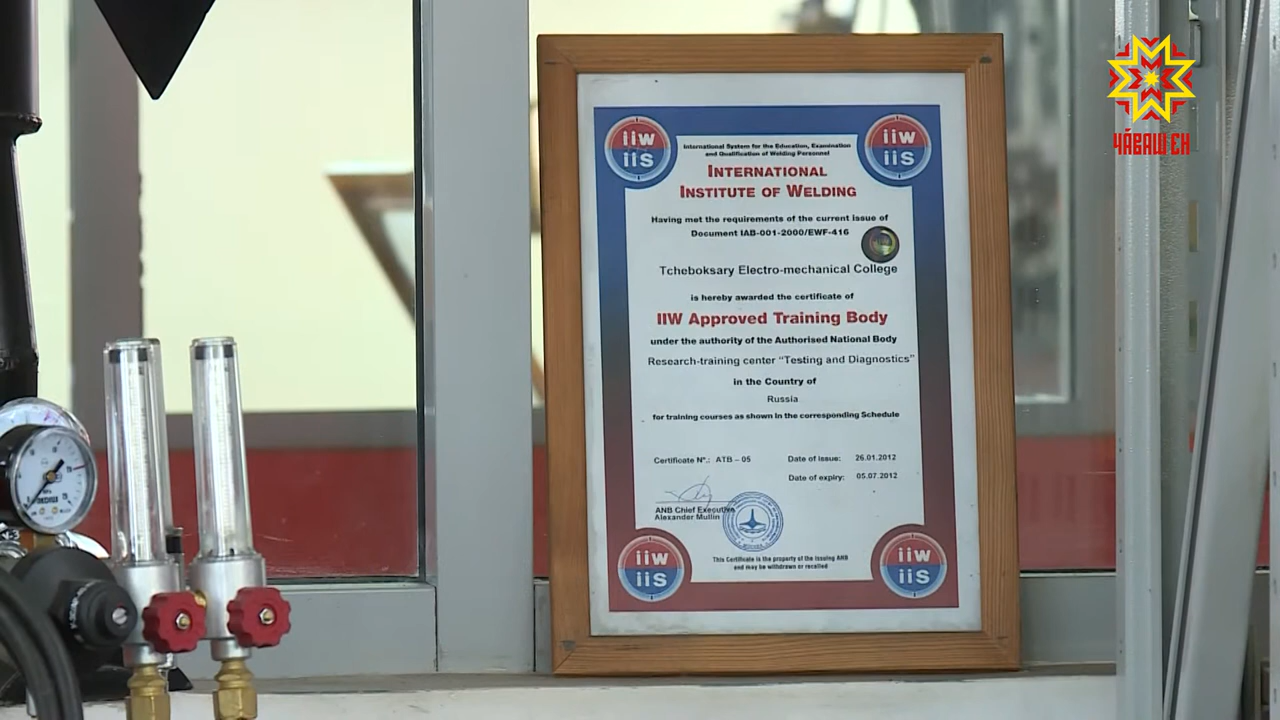 ЧӐВАШ ЕН
iiw
iis
iiw
iis
International System for the Education, Examination
and Qualification of Welding Personnel
INTERNATIONAL
INSTITUTE OF WELDING
Having met the requirements of the current issue of
Document IAB-001-2000/EWF-416
Tcheboksary Electro-mechanical College
is hereby awarded the certificate of
IIW Approved Training Body
under the authority of the Authorised National Body
Research-training center "Testing and Diagnostics"
in the Country of
Russia
for training courses as shown in the corresponding Schedule
Certificate Nº.: ATB – 05 Date of issue: 26.01.2012
Date of expiry: 05.07.2012
ANB Chief Executive
Alexander Mullin
This Certificate is the property of the issuing ANB
and may be withdrawn or recalled
iiw
iis
iiw
iis